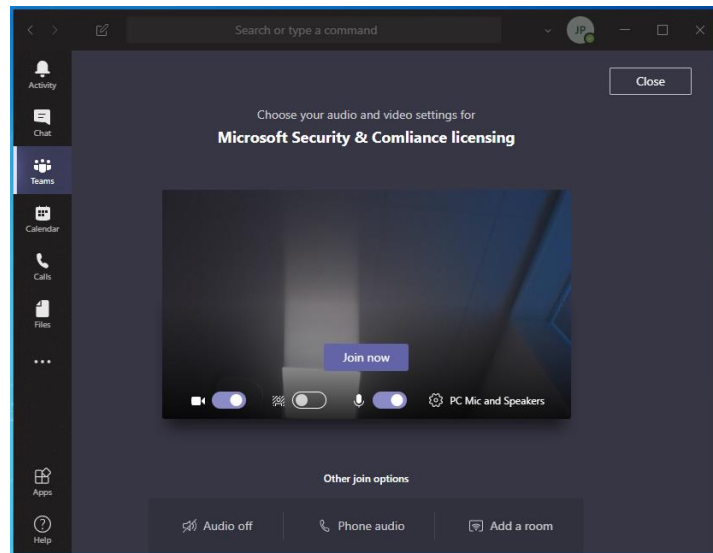 Search or type a command
JP
Activity
Chat
Teams
Calendar
Calls
Files
Apps
Help
Close
Choose your audio and video settings for
Microsoft Security & Comliance licensing
Join now
PC Mic and Speakers
Other join options
Audio off
Phone audio
Add a room